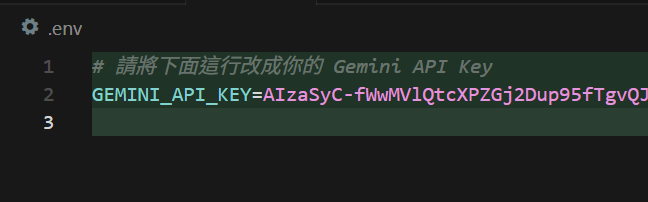 .env
1 # 請將下面這行改成你的 Gemini API Key
2 GEMINI_API_KEY=AIzaSyC-fWwMVlQtcXPZGj2Dup95fTgvQJ
3